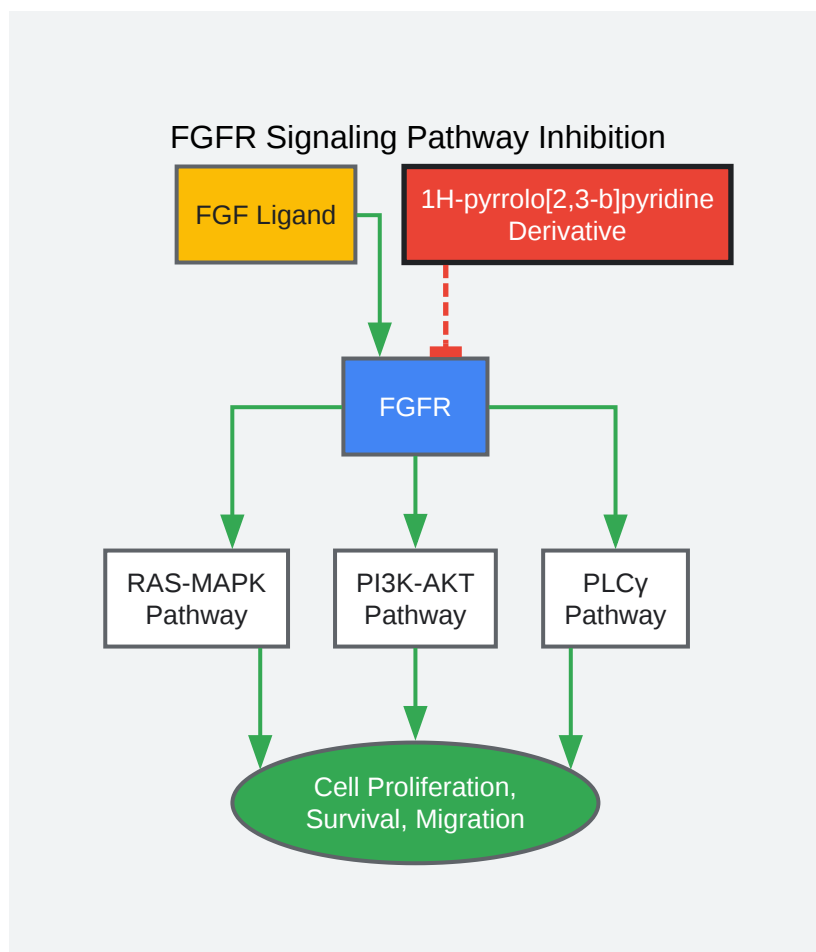 FGFR Signaling Pathway Inhibition
FGF Ligand
1H-pyrrolo[2,3-b]pyridine
Derivative
FGFR
RAS-MAPK
Pathway
PI3K-AKT
Pathway
PLCγ
Pathway
Cell Proliferation,
Survival, Migration